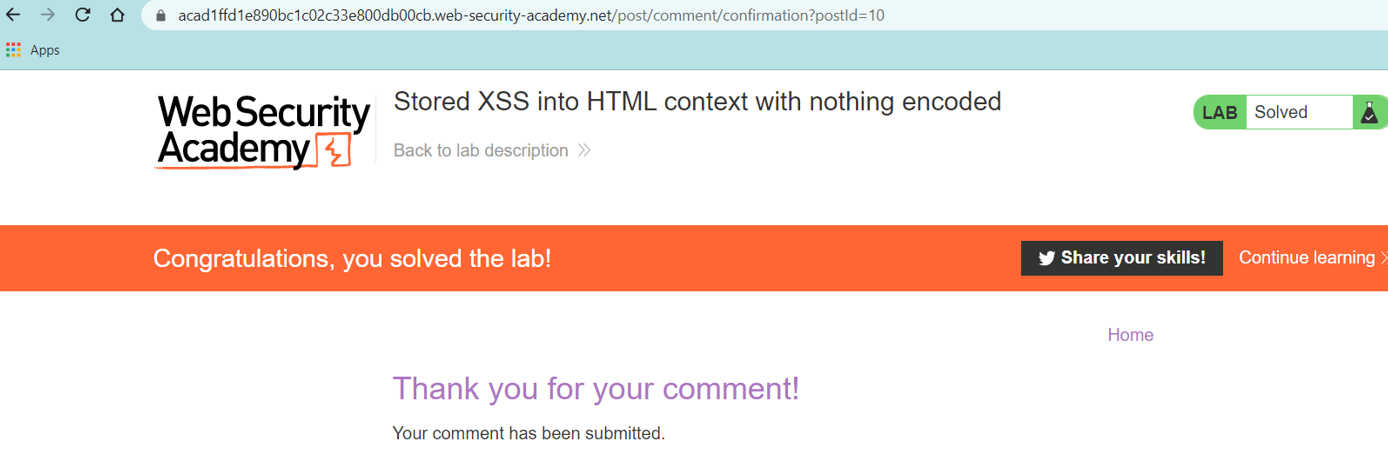 acad1ffd1e890bc1c02c33e800db00cb.web-security-academy.net/post/comment/confirmation?postId=10
Apps
Web Security
Academy
Stored XSS into HTML context with nothing encoded
Back to lab description
LAB Solved
Congratulations, you solved the lab!
Share your skills!
Continue learning
Home
Thank you for your comment!
Your comment has been submitted.